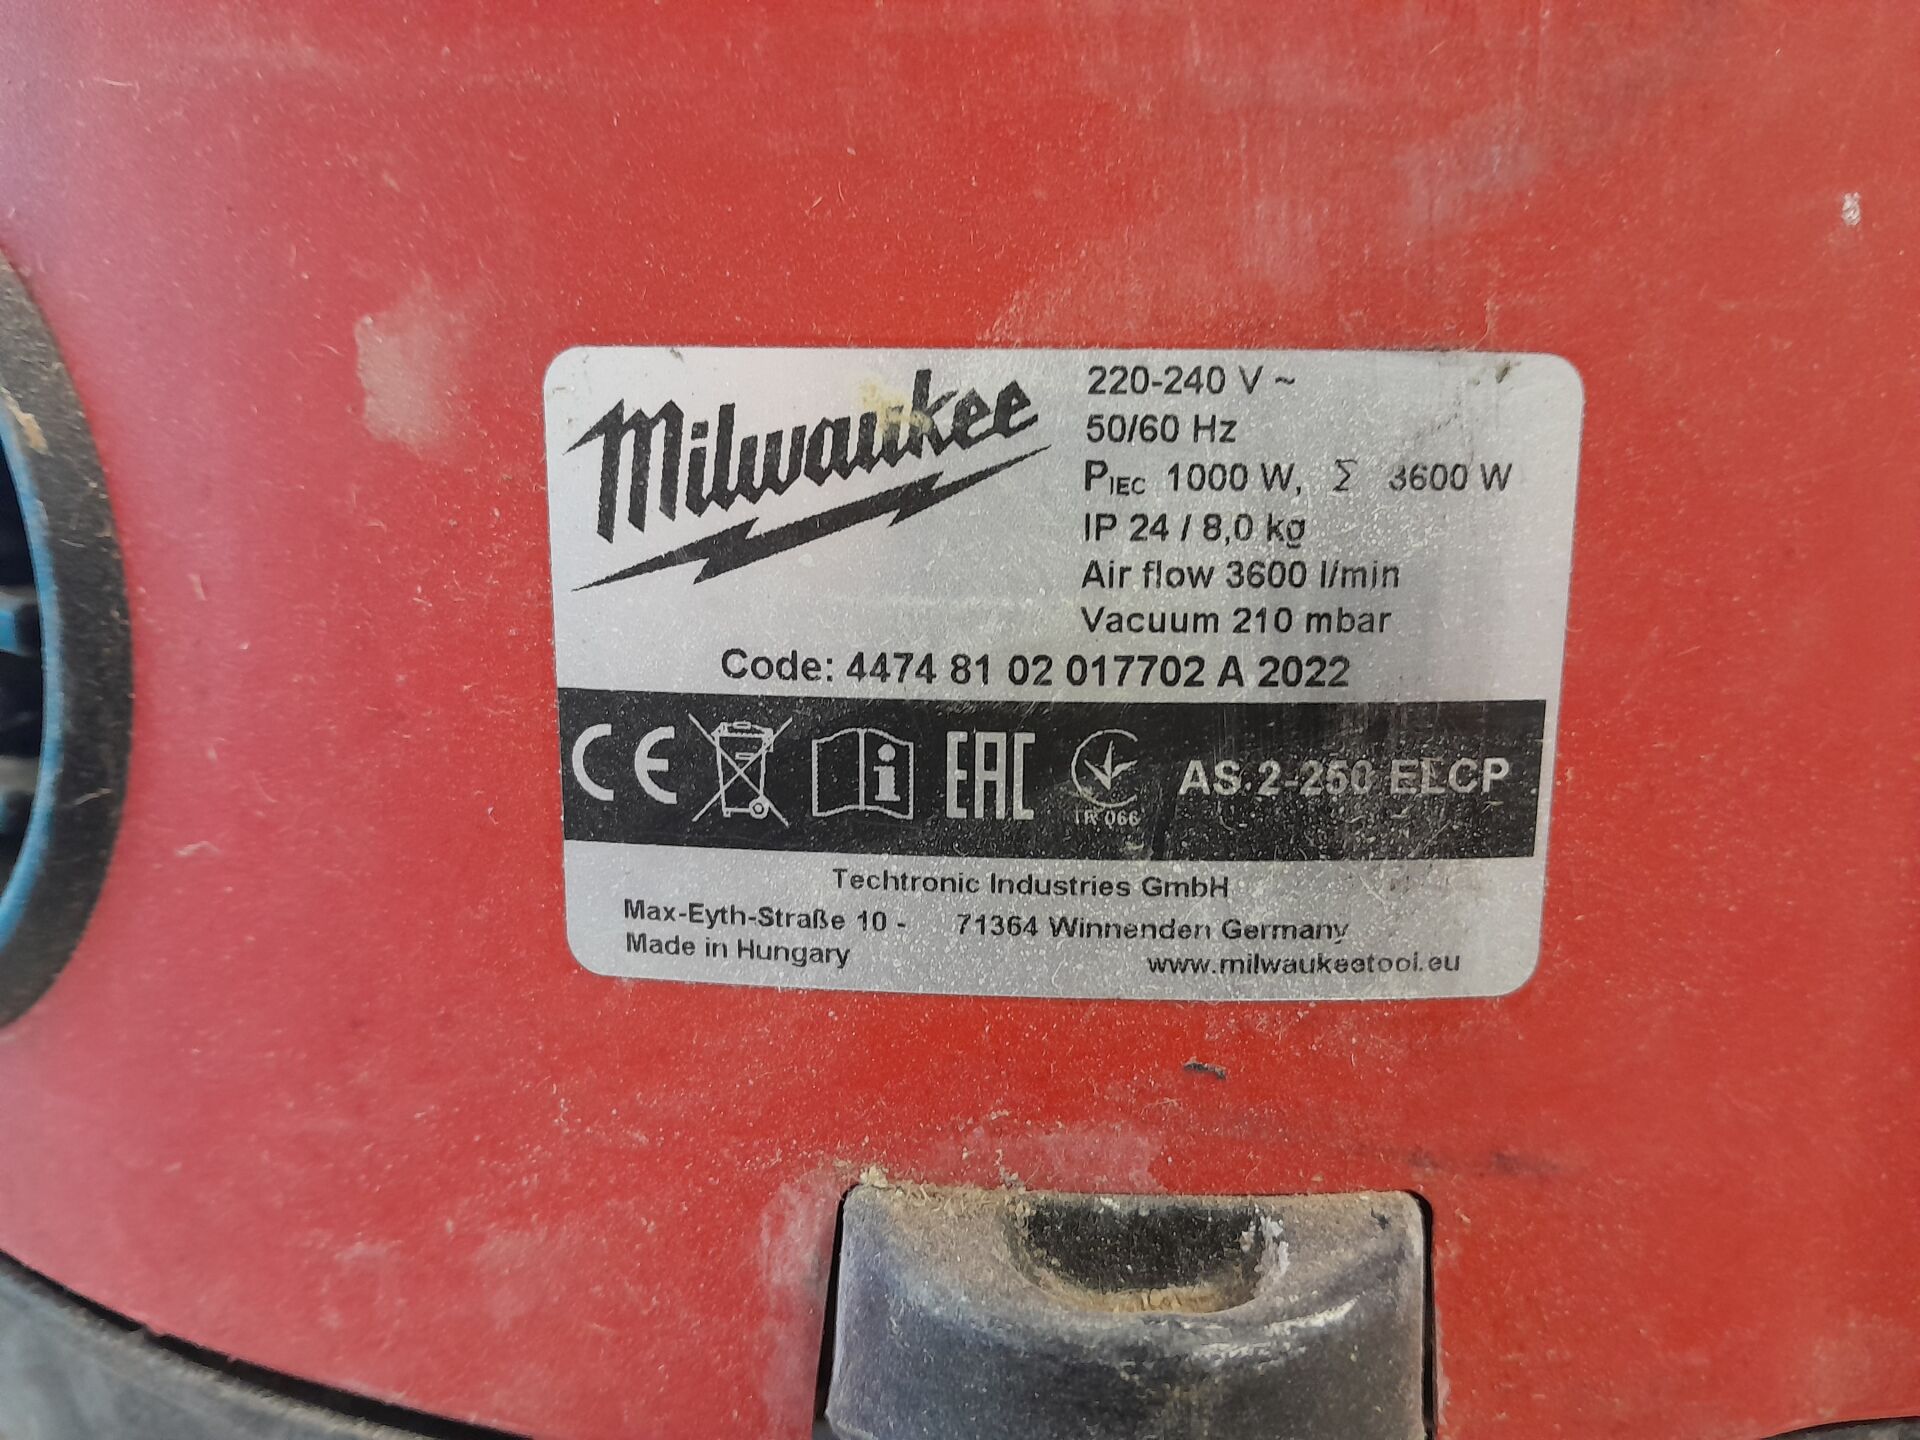 Milwaukee
220-240 V ~
50/60 Hz
PIEC 1000 W, Σ 3600 W
IP 24 / 8,0 kg
Air flow 3600 l/min
Vacuum 210 mbar
Code: 4474 81 02 017702 A 2022
CE i EAC TR 066 AS 2-250 ELCP
Techtronic Industries GmbH
Max-Eyth-Straße 10 - 71364 Winnenden Germany
Made in Hungary www.milwaukeetool.eu